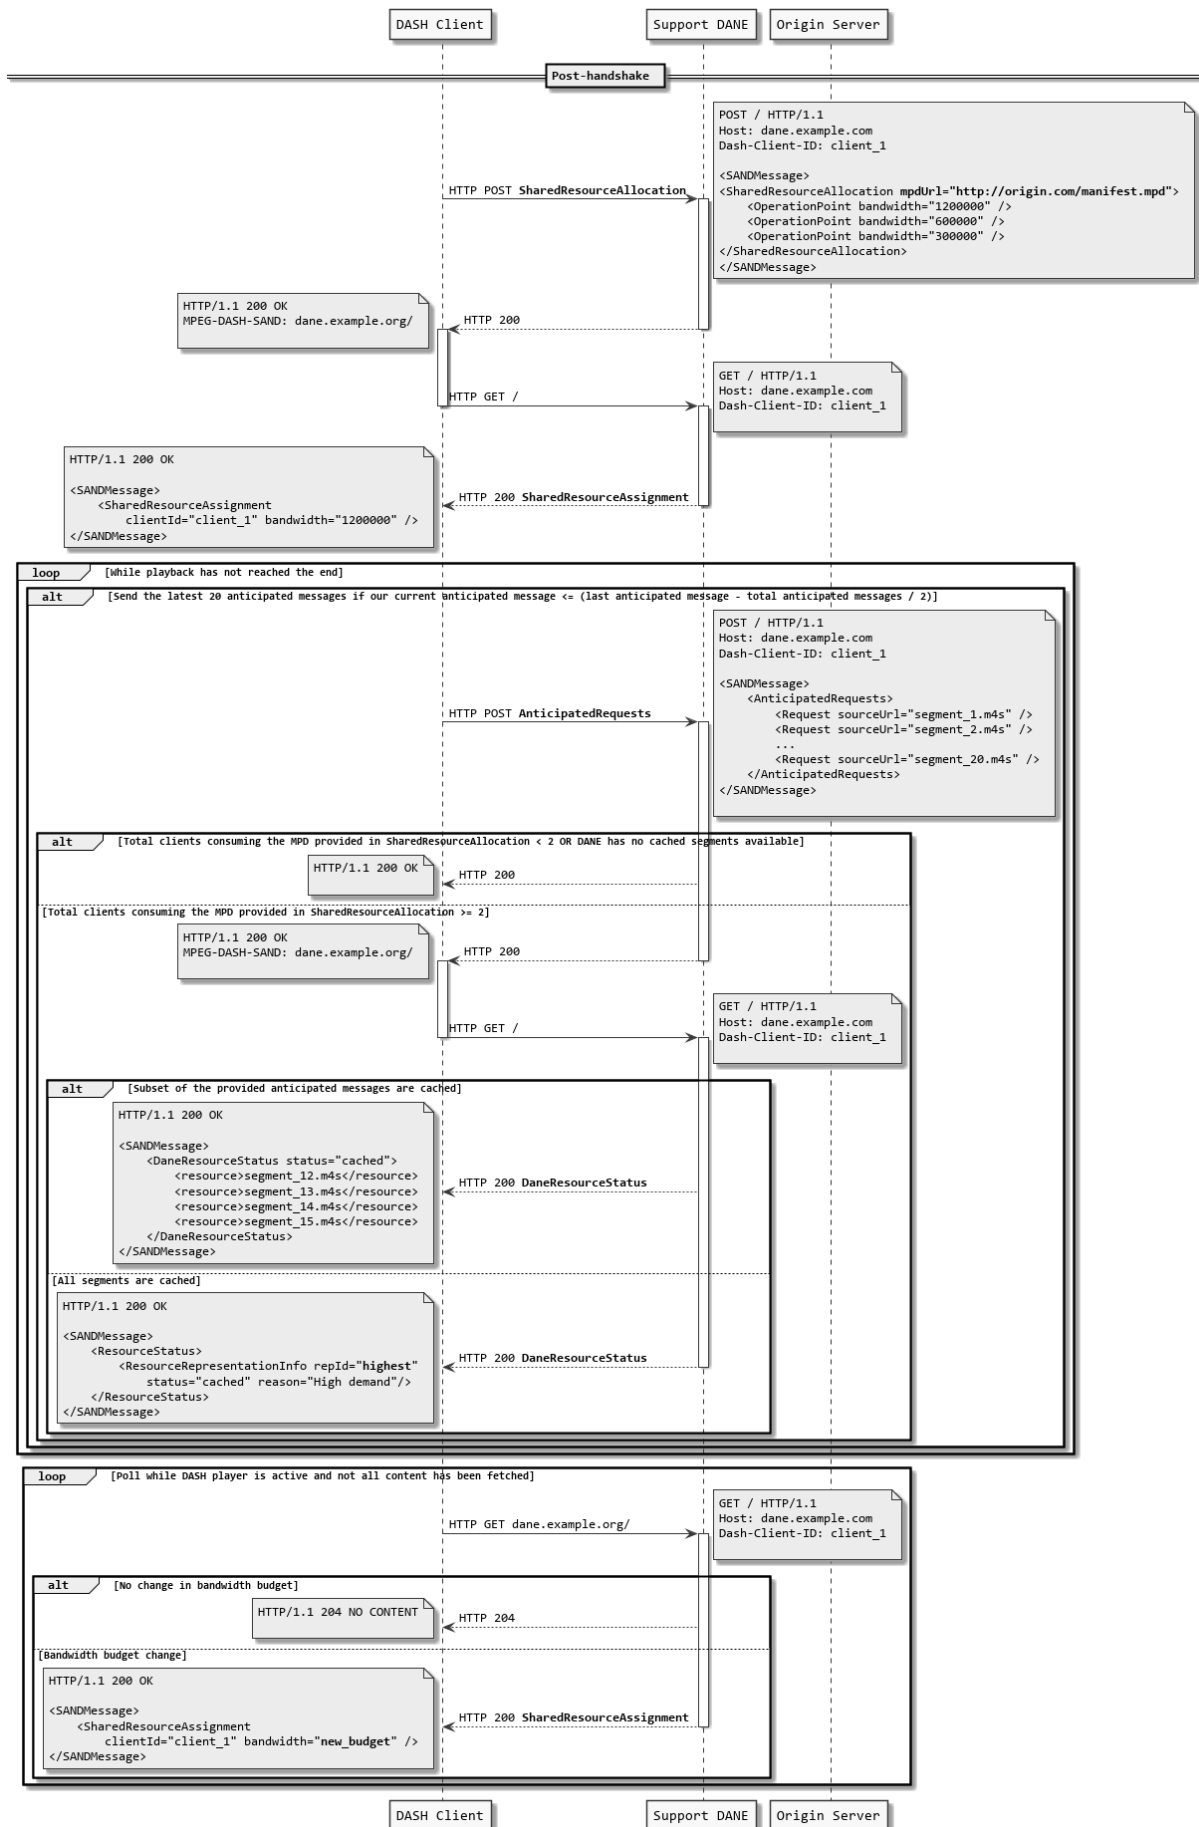 DASH Client
Support DANE
Origin Server
Post-handshake
POST / HTTP/1.1
Host: dane.example.com
Dash-Client-ID: client_1
<SANDMessage>
<SharedResourceAllocation mpdUrl="http://origin.com/manifest.mpd">
<OperationPoint bandwidth="1200000" />
<OperationPoint bandwidth="600000" />
<OperationPoint bandwidth="300000" />
</SharedResourceAllocation>
</SANDMessage>
HTTP POST SharedResourceAllocation
HTTP/1.1 200 OK
MPEG-DASH-SAND: dane.example.org/
HTTP 200
GET / HTTP/1.1
Host: dane.example.com
Dash-Client-ID: client_1
HTTP GET /
HTTP/1.1 200 OK
<SANDMessage>
<SharedResourceAssignment
clientId="client_1" bandwidth="1200000" />
</SANDMessage>
HTTP 200 SharedResourceAssignment
loop [While playback has not reached the end]
alt [Send the latest 20 anticipated messages if our current anticipated message <= (last anticipated message - total anticipated messages / 2)]
POST / HTTP/1.1
Host: dane.example.com
Dash-Client-ID: client_1
<SANDMessage>
<AnticipatedRequests>
<Request sourceUrl="segment_1.m4s" />
<Request sourceUrl="segment_2.m4s" />
...
<Request sourceUrl="segment_20.m4s" />
</AnticipatedRequests>
</SANDMessage>
HTTP POST AnticipatedRequests
alt [Total clients consuming the MPD provided in SharedResourceAllocation < 2 OR DANE has no cached segments available]
HTTP/1.1 200 OK
HTTP 200
[Total clients consuming the MPD provided in SharedResourceAllocation >= 2]
HTTP/1.1 200 OK
MPEG-DASH-SAND: dane.example.org/
HTTP 200
GET / HTTP/1.1
Host: dane.example.com
Dash-Client-ID: client_1
HTTP GET /
alt [Subset of the provided anticipated messages are cached]
HTTP/1.1 200 OK
<SANDMessage>
<DaneResourceStatus status="cached">
<resource>segment_12.m4s</resource>
<resource>segment_13.m4s</resource>
<resource>segment_14.m4s</resource>
<resource>segment_15.m4s</resource>
</DaneResourceStatus>
</SANDMessage>
HTTP 200 DaneResourceStatus
[All segments are cached]
HTTP/1.1 200 OK
<SANDMessage>
<ResourceStatus>
<ResourceRepresentationInfo repId="highest"
status="cached" reason="High demand"/>
</ResourceStatus>
</SANDMessage>
HTTP 200 DaneResourceStatus
loop [Poll while DASH player is active and not all content has been fetched]
GET / HTTP/1.1
Host: dane.example.com
Dash-Client-ID: client_1
HTTP GET dane.example.org/
alt [No change in bandwidth budget]
HTTP/1.1 204 NO CONTENT
HTTP 204
[Bandwidth budget change]
HTTP/1.1 200 OK
<SANDMessage>
<SharedResourceAssignment
clientId="client_1" bandwidth="new_budget" />
</SANDMessage>
HTTP 200 SharedResourceAssignment
DASH Client
Support DANE
Origin Server